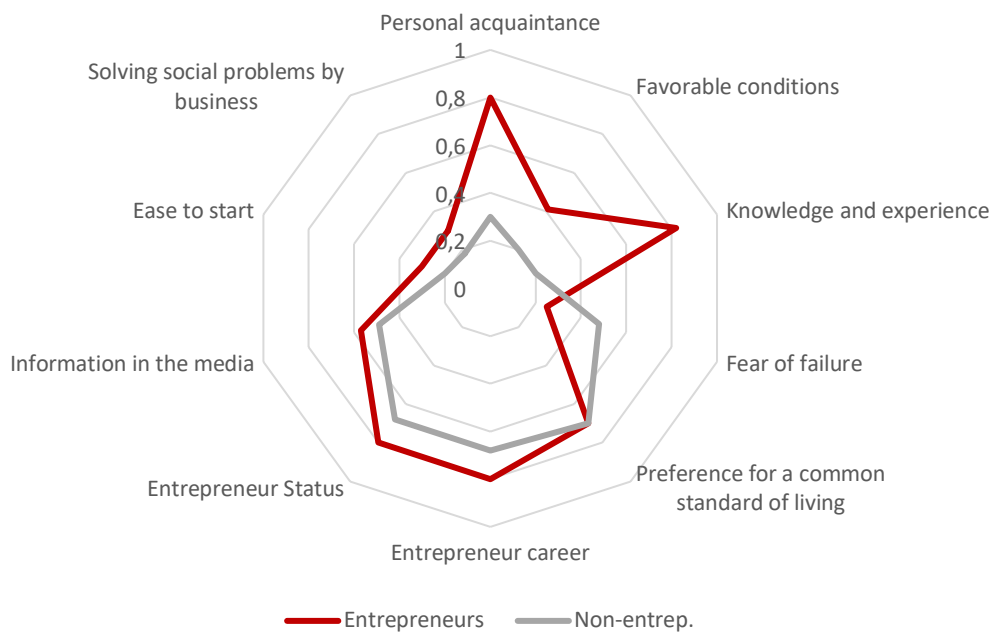 Personal acquaintance
1
Solving social problems by
business
Favorable conditions
0,8
0,6
Ease to start
0,4
Knowledge and experience
0,2
0
Information in the media
Fear of failure
Entrepreneur Status
Preference for a common
standard of living
Entrepreneur career
Entrepreneurs
Non-entrep.